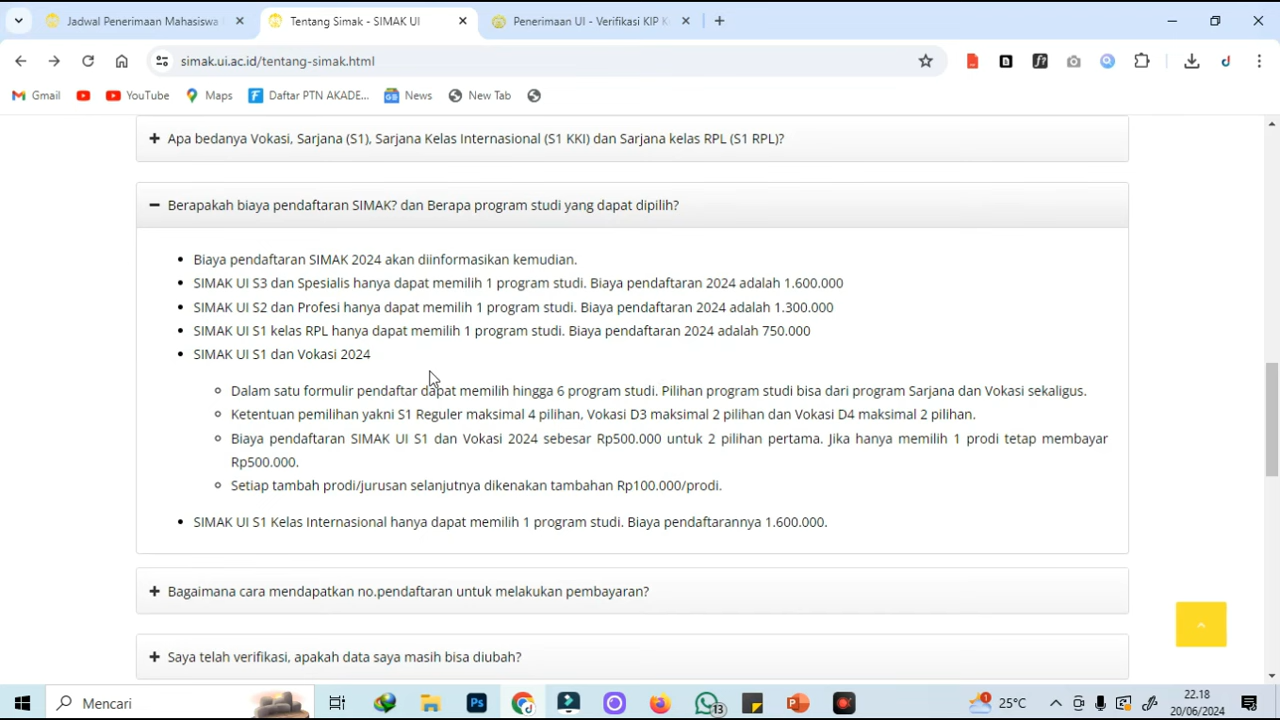 Jadwal Penerimaan Mahasiswa
Tentang Simak - SIMAK UI
Penerimaan UI - Verifikasi KIP K
simak.ui.ac.id/tentang-simak.html
Gmail
YouTube
Maps
Daftar PTN AKADE...
News
New Tab
Apa bedanya Vokasi, Sarjana (S1), Sarjana Kelas Internasional (S1 KKI) dan Sarjana kelas RPL (S1 RPL)?
Berapakah biaya pendaftaran SIMAK? dan Berapa program studi yang dapat dipilih?
Biaya pendaftaran SIMAK 2024 akan diinformasikan kemudian.
SIMAK UI S3 dan Spesialis hanya dapat memilih 1 program studi. Biaya pendaftaran 2024 adalah 1.600.000
SIMAK UI S2 dan Profesi hanya dapat memilih 1 program studi. Biaya pendaftaran 2024 adalah 1.300.000
SIMAK UI S1 kelas RPL hanya dapat memilih 1 program studi. Biaya pendaftaran 2024 adalah 750.000
SIMAK UI S1 dan Vokasi 2024
Dalam satu formulir pendaftar dapat memilih hingga 6 program studi. Pilihan program studi bisa dari program Sarjana dan Vokasi sekaligus.
Ketentuan pemilihan yakni S1 Reguler maksimal 4 pilihan, Vokasi D3 maksimal 2 pilihan dan Vokasi D4 maksimal 2 pilihan.
Biaya pendaftaran SIMAK UI S1 dan Vokasi 2024 sebesar Rp500.000 untuk 2 pilihan pertama. Jika hanya memilih 1 prodi tetap membayar
Rp500.000.
Setiap tambah prodi/jurusan selanjutnya dikenakan tambahan Rp100.000/prodi.
SIMAK UI S1 Kelas Internasional hanya dapat memilih 1 program studi. Biaya pendaftarannya 1.600.000.
Bagaimana cara mendapatkan no.pendaftaran untuk melakukan pembayaran?
Saya telah verifikasi, apakah data saya masih bisa diubah?
Mencari
Ps
13
1
25°C
22.18
20/06/2024